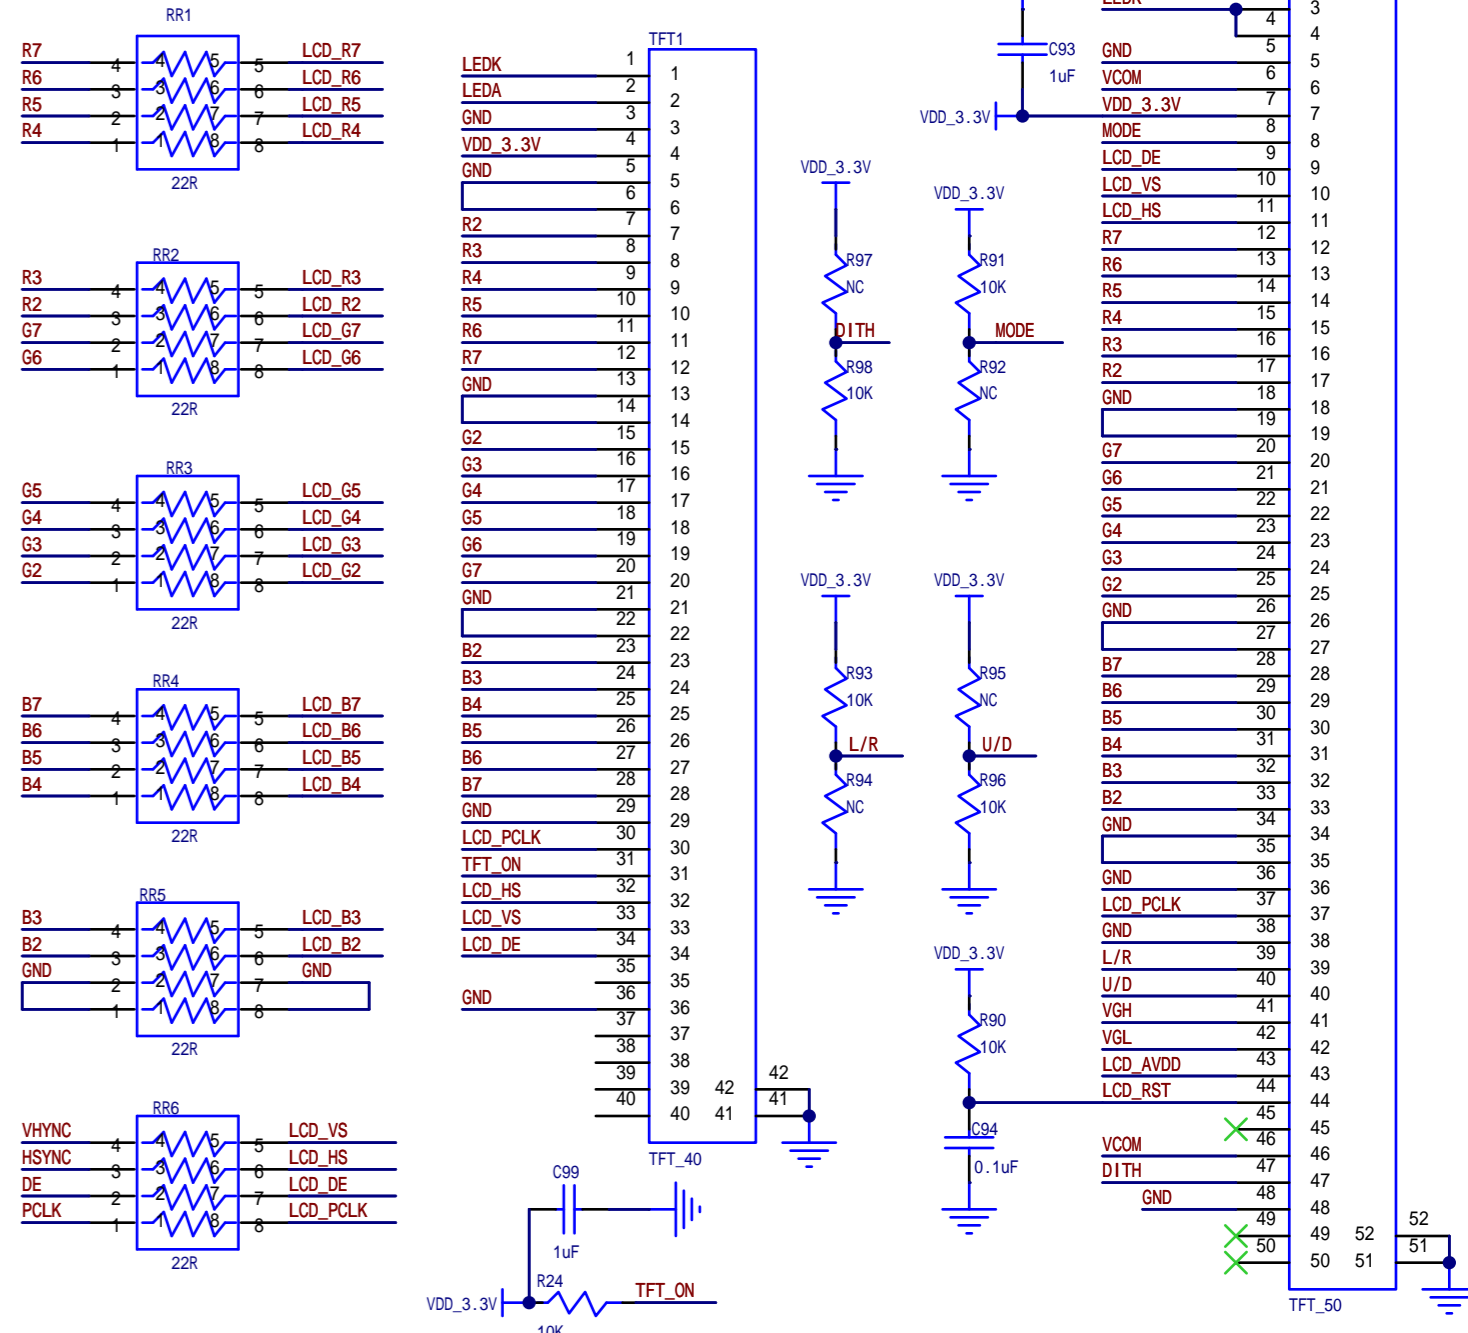 RR1
R7 4 4 5 5 LCD_R7
R6 3 3 6 6 LCD_R6
R5 2 2 7 7 LCD_R5
R4 1 1 8 8 LCD_R4
22R
RR2
R3 4 4 5 5 LCD_R3
R2 3 3 6 6 LCD_R2
G7 2 2 7 7 LCD_G7
G6 1 1 8 8 LCD_G6
22R
RR3
G5 4 4 5 5 LCD_G5
G4 3 3 6 6 LCD_G4
G3 2 2 7 7 LCD_G3
G2 1 1 8 8 LCD_G2
22R
RR4
B7 4 4 5 5 LCD_B7
B6 3 3 6 6 LCD_B6
B5 2 2 7 7 LCD_B5
B4 1 1 8 8 LCD_B4
22R
RR5
B3 4 4 5 5 LCD_B3
B2 3 3 6 6 LCD_B2
GND 2 2 7 7 GND
1 1 8 8
22R
RR6
VHYNC 4 4 5 5 LCD_VS
HSYNC 3 3 6 6 LCD_HS
DE 2 2 7 7 LCD_DE
PCLK 1 1 8 8 LCD_PCLK
22R
TFT1
LEDK 1 1
LEDA 2 2
GND 3 3
VDD_3.3V 4 4
GND 5 5
6 6
R2 7 7
R3 8 8
R4 9 9
R5 10 10
R6 11 11
R7 12 12
GND 13 13
14 14
G2 15 15
G3 16 16
G4 17 17
G5 18 18
G6 19 19
G7 20 20
GND 21 21
22 22
B2 23 23
B3 24 24
B4 25 25
B5 26 26
B6 27 27
B7 28 28
GND 29 29
LCD_PCLK 30 30
TFT_ON 31 31
LCD_HS 32 32
LCD_VS 33 33
LCD_DE 34 34
35 35
GND 36 36
37 37
38 38
39 39 42 42
40 40 41 41
TFT_40
C99
1uF
R24
VDD_3.3V TFT_ON
10K
C93
1uF
VDD_3.3V
VDD_3.3V
R97
NC
DITH
R98
10K
VDD_3.3V
R91
10K
MODE
R92
NC
VDD_3.3V
R93
10K
L/R
R94
NC
VDD_3.3V
R95
NC
U/D
R96
10K
VDD_3.3V
R90
10K
C94
0.1uF
LEDK 3
4 4
GND 5 5
VCOM 6 6
VDD_3.3V 7 7
MODE 8 8
LCD_DE 9 9
LCD_VS 10 10
LCD_HS 11 11
R7 12 12
R6 13 13
R5 14 14
R4 15 15
R3 16 16
R2 17 17
GND 18 18
19 19
G7 20 20
G6 21 21
G5 22 22
G4 23 23
G3 24 24
G2 25 25
GND 26 26
27 27
B7 28 28
B6 29 29
B5 30 30
B4 31 31
B3 32 32
B2 33 33
GND 34 34
35 35
GND 36 36
LCD_PCLK 37 37
GND 38 38
L/R 39 39
U/D 40 40
VGH 41 41
VGL 42 42
LCD_AVDD 43 43
LCD_RST 44 44
45 45
VCOM 46 46
DITH 47 47
GND 48 48
49 49 52 52
50 50 51 51
TFT_50